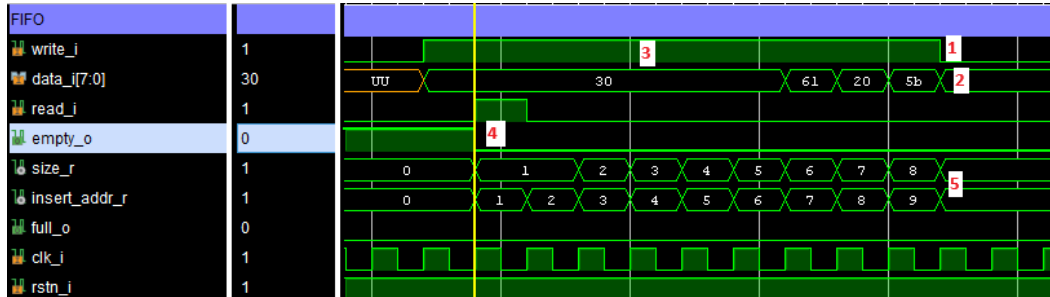 FIFO
write_i 1 3 1
data_i[7:0] 30 UU 30 61 20 5b 2
read_i 1
empty_o 0 4
size_r 1 0 1 2 3 4 5 6 7 8
5
insert_addr_r 1 0 1 2 3 4 5 6 7 8 9
full_o 0
clk_i 1
rstn_i 1